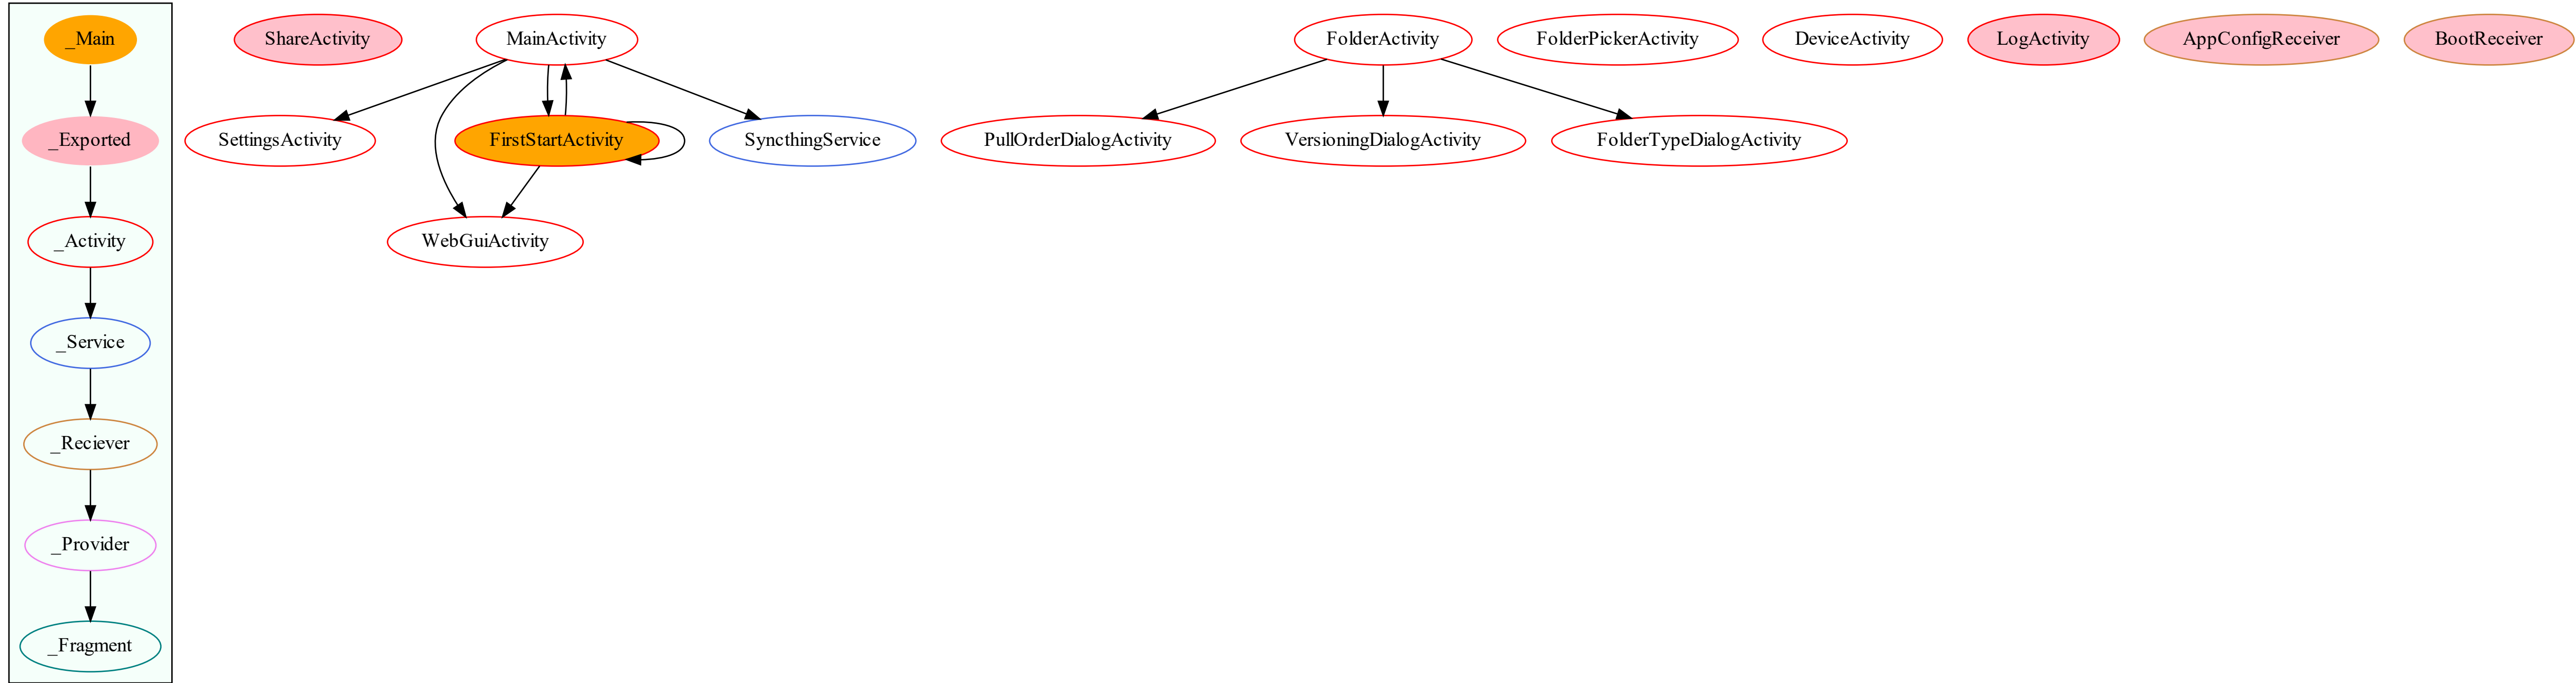 _Main
_Exported
_Activity
_Service
_Reciever
_Provider
_Fragment
ShareActivity
MainActivity
FolderActivity
FolderPickerActivity
DeviceActivity
LogActivity
AppConfigReceiver
BootReceiver
SettingsActivity
FirstStartActivity
SyncthingService
PullOrderDialogActivity
VersioningDialogActivity
FolderTypeDialogActivity
WebGuiActivity